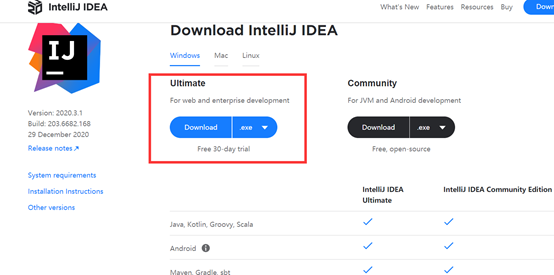 IntelliJ IDEA
What's New Features Resources Buy
Download IntelliJ IDEA
Windows Mac Linux
IJ
Ultimate
For web and enterprise development
Download .exe
Free 30-day trial
Community
For JVM and Android development
Download .exe
Free, open-source
Version: 2020.3.1
Build: 203.6682.168
29 December 2020
Release notes ↗
System requirements
Installation Instructions
Other versions
IntelliJ IDEA
Ultimate
IntelliJ IDEA Community Edition
Java, Kotlin, Groovy, Scala
Android
Maven, Gradle, sbt